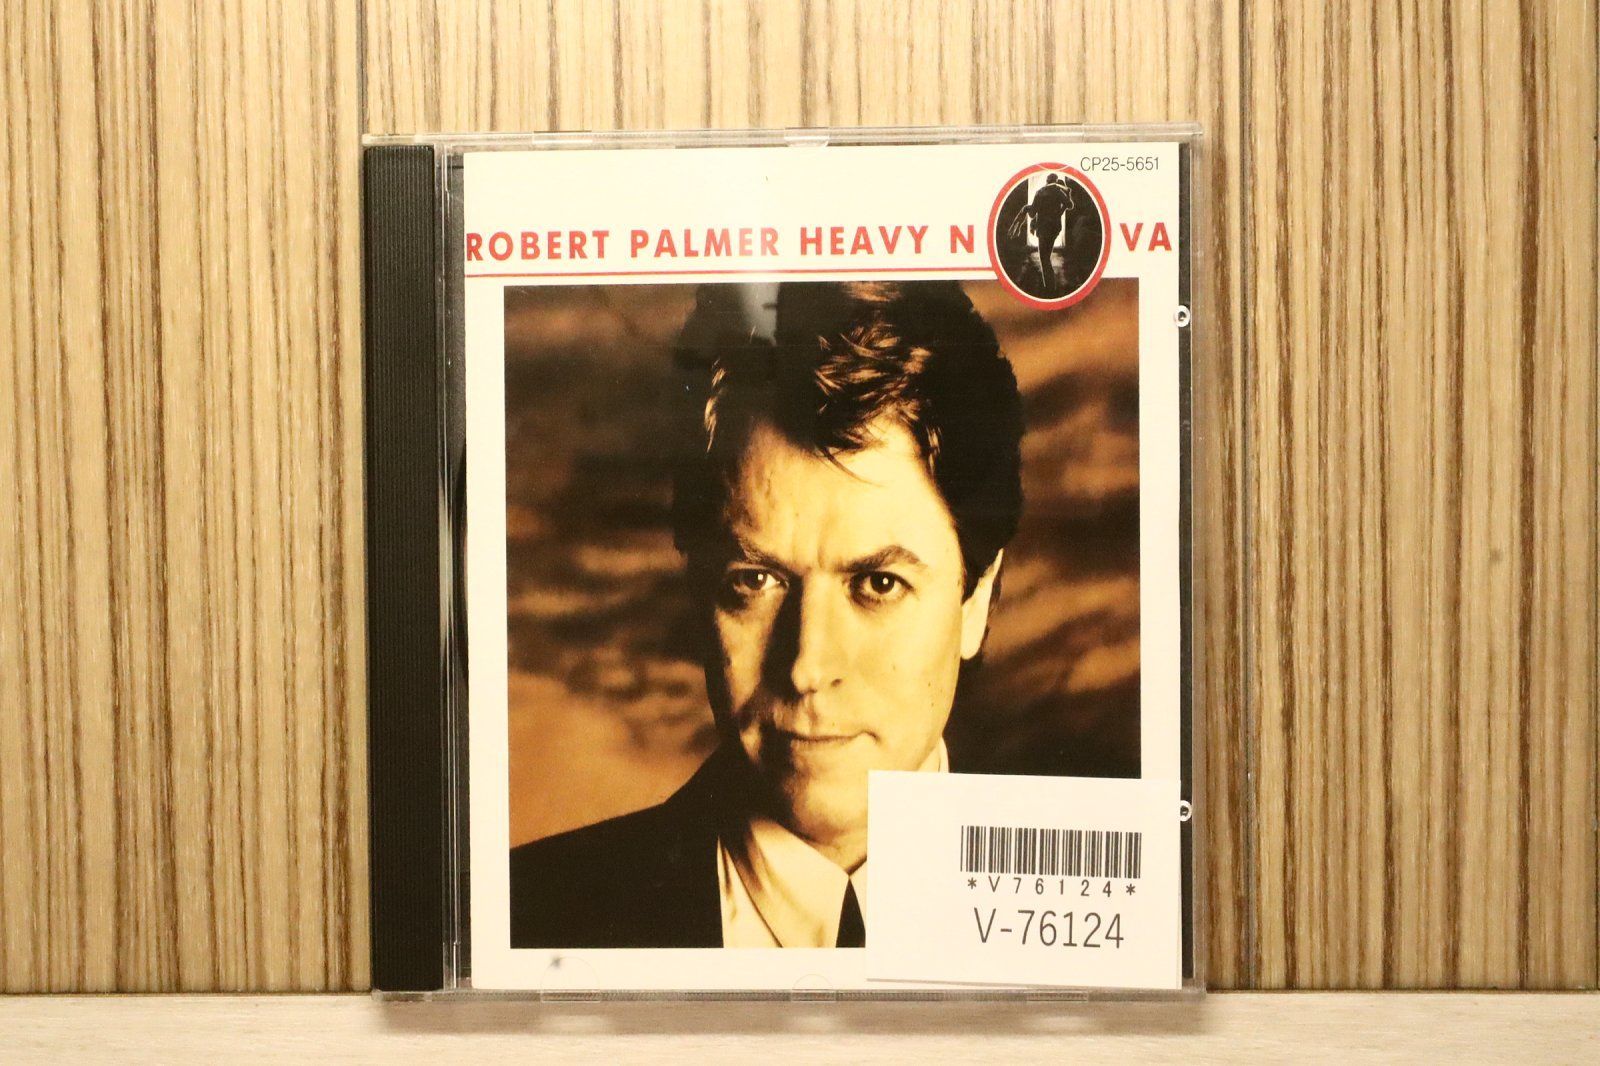 CP25-5651
ROBERT PALMER HEAVY N VA
*V76124*
V-76124